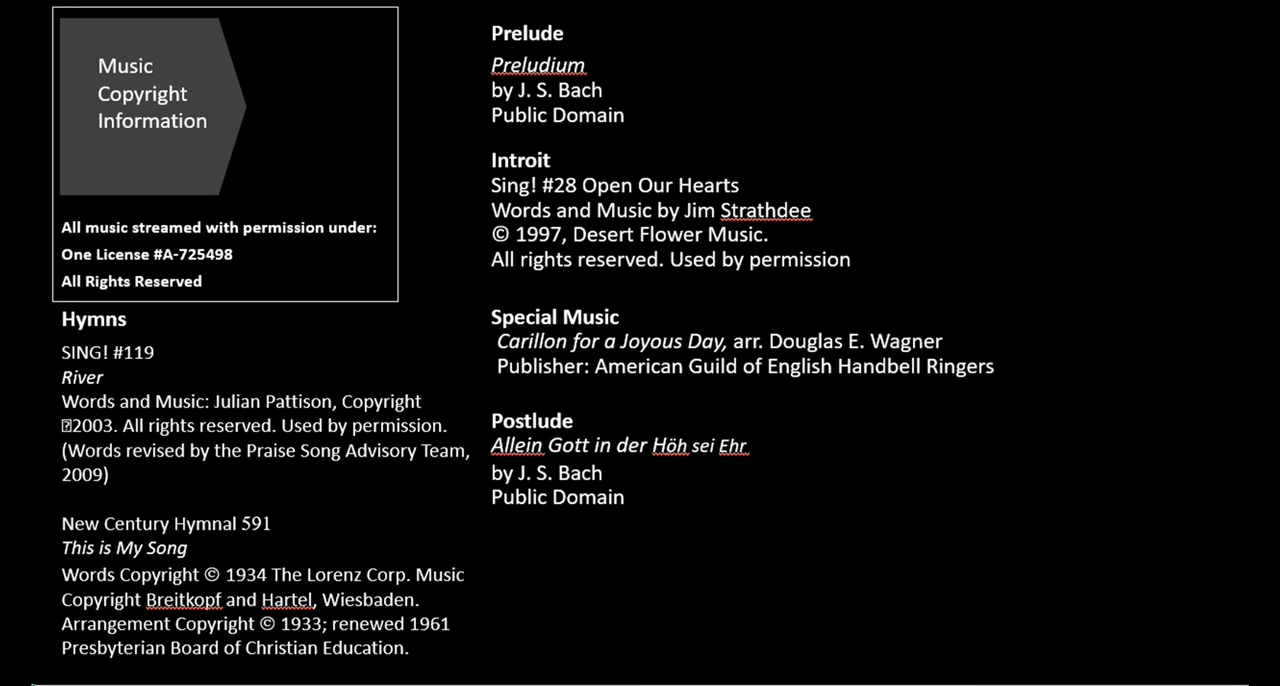 Music
Copyright
Information
All music streamed with permission under:
One License #A-725498
All Rights Reserved
Hymns
SING! #119
River
Words and Music: Julian Pattison, Copyright
2003. All rights reserved. Used by permission.
(Words revised by the Praise Song Advisory Team,
2009)
New Century Hymnal 591
This is My Song
Words Copyright © 1934 The Lorenz Corp. Music
Copyright Breitkopf and Hartel, Wiesbaden.
Arrangement Copyright © 1933; renewed 1961
Presbyterian Board of Christian Education.
Prelude
Preludium
by J. S. Bach
Public Domain
Introit
Sing! #28 Open Our Hearts
Words and Music by Jim Strathdee
© 1997, Desert Flower Music.
All rights reserved. Used by permission
Special Music
Carillon for a Joyous Day, arr. Douglas E. Wagner
Publisher: American Guild of English Handbell Ringers
Postlude
Allein Gott in der Höh sei Ehr
by J. S. Bach
Public Domain